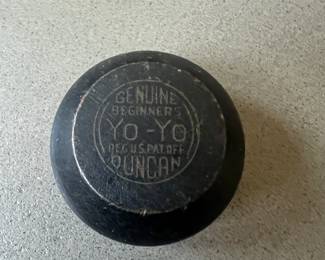 GENUINE
BEGINNER'S
YO-YO
REG.U.S.PAT.OFF
DUNCAN